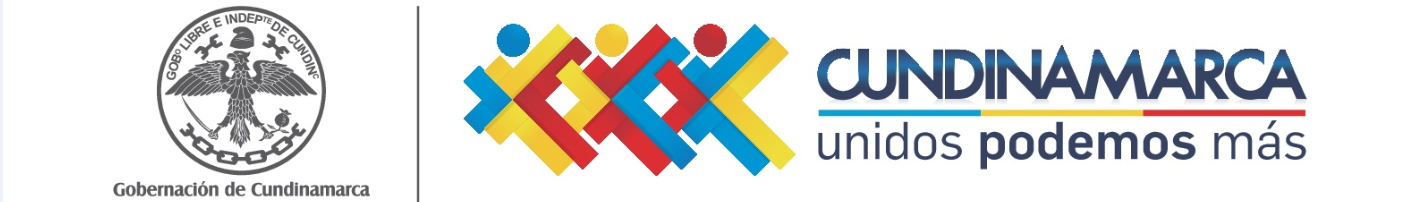 GOBº LIBRE E INDEPTE DE CUNDINº
Gobernación de Cundinamarca
CUNDINAMARCA
unidos podemos más